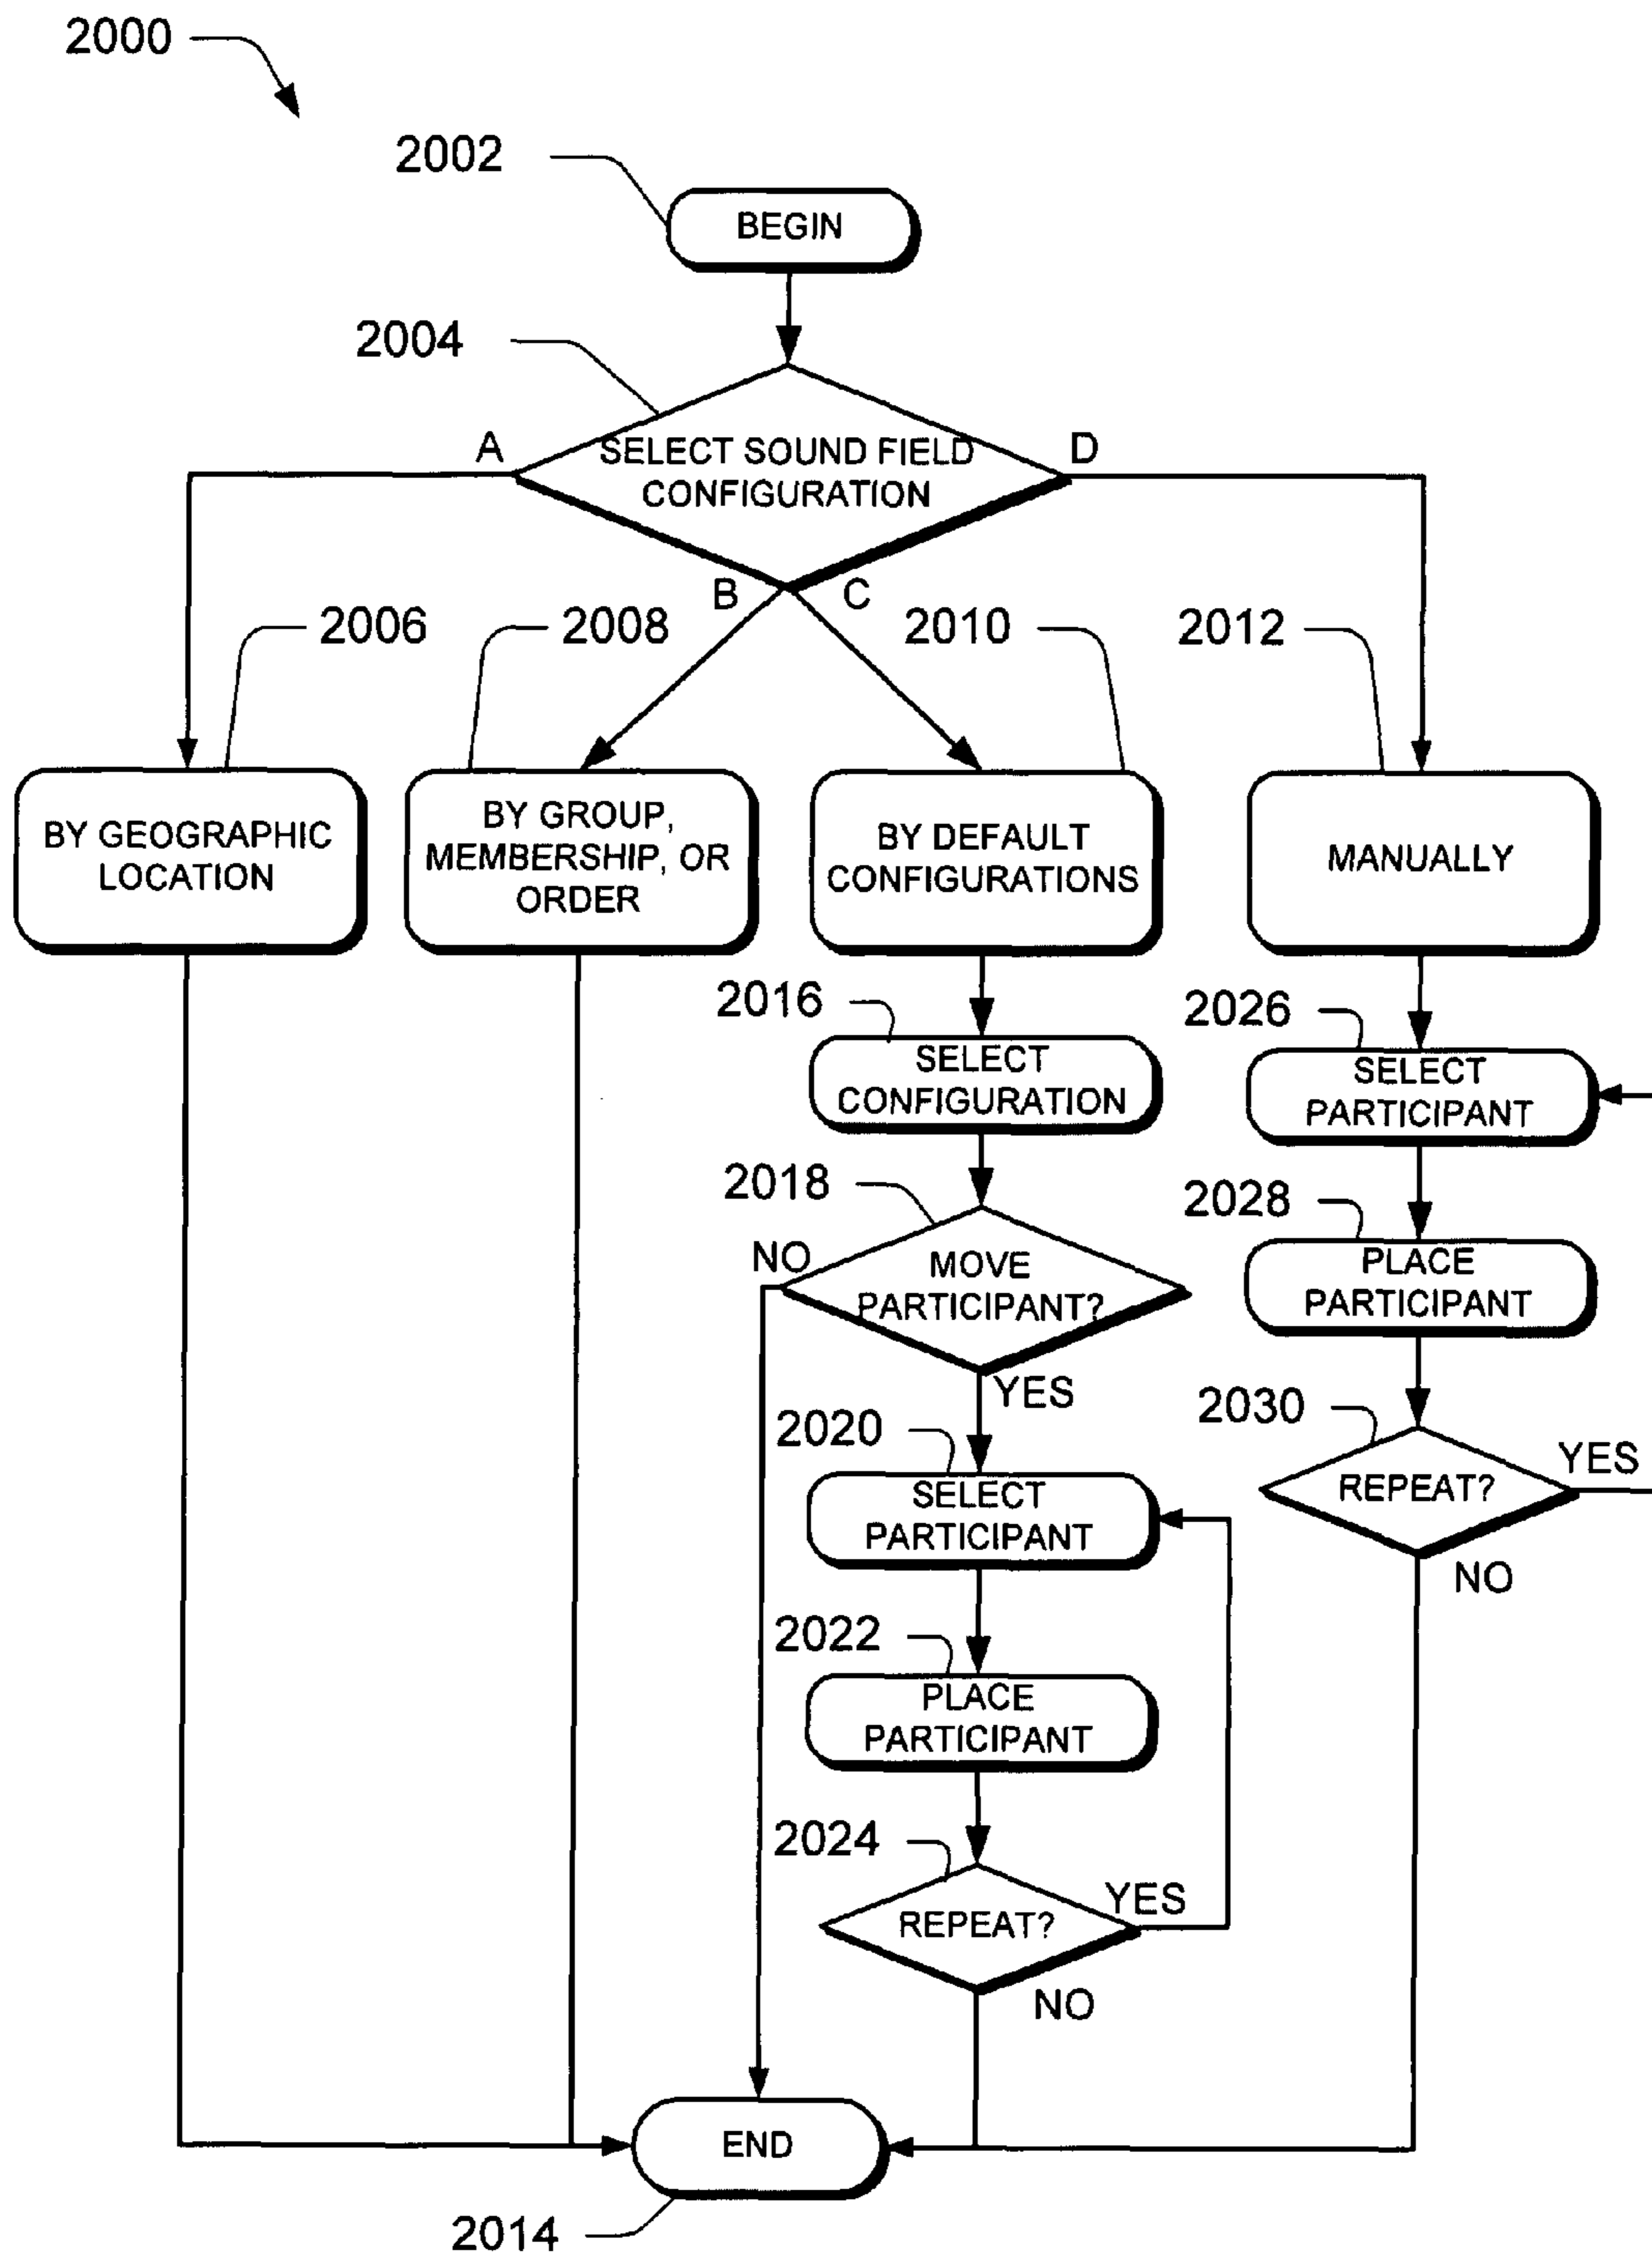 2000
2002
BEGIN
2004
A
D
SELECT SOUND FIELD
CONFIGURATION
B
C
2006
2008
2010
2012
BY GEOGRAPHIC
LOCATION
BY GROUP,
MEMBERSHIP, OR
ORDER
BY DEFAULT
CONFIGURATIONS
MANUALLY
2016
SELECT
CONFIGURATION
2026
SELECT
PARTICIPANT
2018
NO
MOVE
PARTICIPANT?
YES
2028
PLACE
PARTICIPANT
2020
SELECT
PARTICIPANT
2030
REPEAT?
YES
NO
2022
PLACE
PARTICIPANT
2024
REPEAT?
YES
NO
END
2014